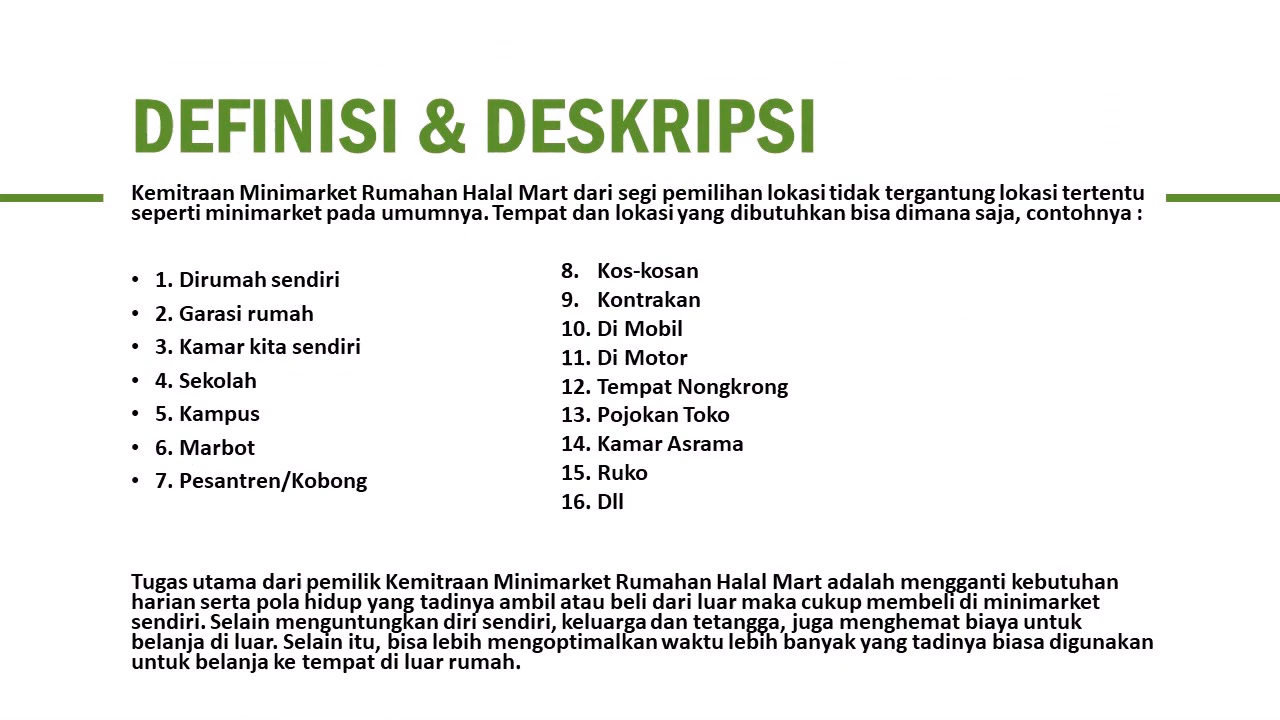 DEFINISI & DESKRIPSI
Kemitraan Minimarket Rumahan Halal Mart dari segi pemilihan lokasi tidak tergantung lokasi tertentu
seperti minimarket pada umumnya. Tempat dan lokasi yang dibutuhkan bisa dimana saja, contohnya :
• 1. Dirumah sendiri
• 2. Garasi rumah
• 3. Kamar kita sendiri
• 4. Sekolah
• 5. Kampus
• 6. Marbot
• 7. Pesantren/Kobong
8. Kos-kosan
9. Kontrakan
10. Di Mobil
11. Di Motor
12. Tempat Nongkrong
13. Pojokan Toko
14. Kamar Asrama
15. Ruko
16. Dll
Tugas utama dari pemilik Kemitraan Minimarket Rumahan Halal Mart adalah mengganti kebutuhan
harian serta pola hidup yang tadinya ambil atau beli dari luar maka cukup membeli di minimarket
sendiri. Selain menguntungkan diri sendiri, keluarga dan tetangga, juga menghemat biaya untuk
belanja di luar. Selain itu, bisa lebih mengoptimalkan waktu lebih banyak yang tadinya biasa digunakan
untuk belanja ke tempat di luar rumah.